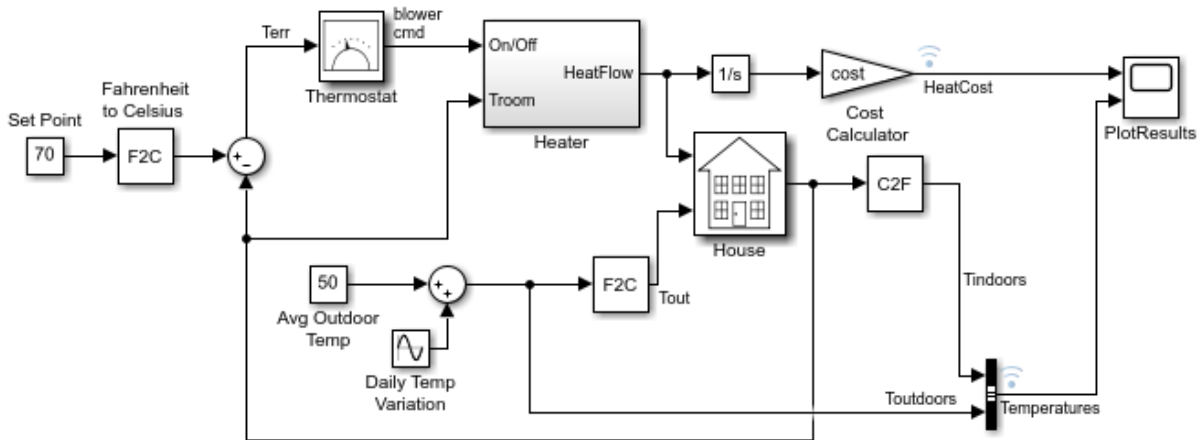 Terr
blower
cmd
Thermostat
On/Off
Troom
HeatFlow
Heater
1/s
cost
Cost
Calculator
HeatCost
PlotResults
Set Point
70
Fahrenheit
to Celsius
F2C
House
C2F
Tindoors
50
Avg Outdoor
Temp
Daily Temp
Variation
F2C
Tout
Toutdoors
Temperatures